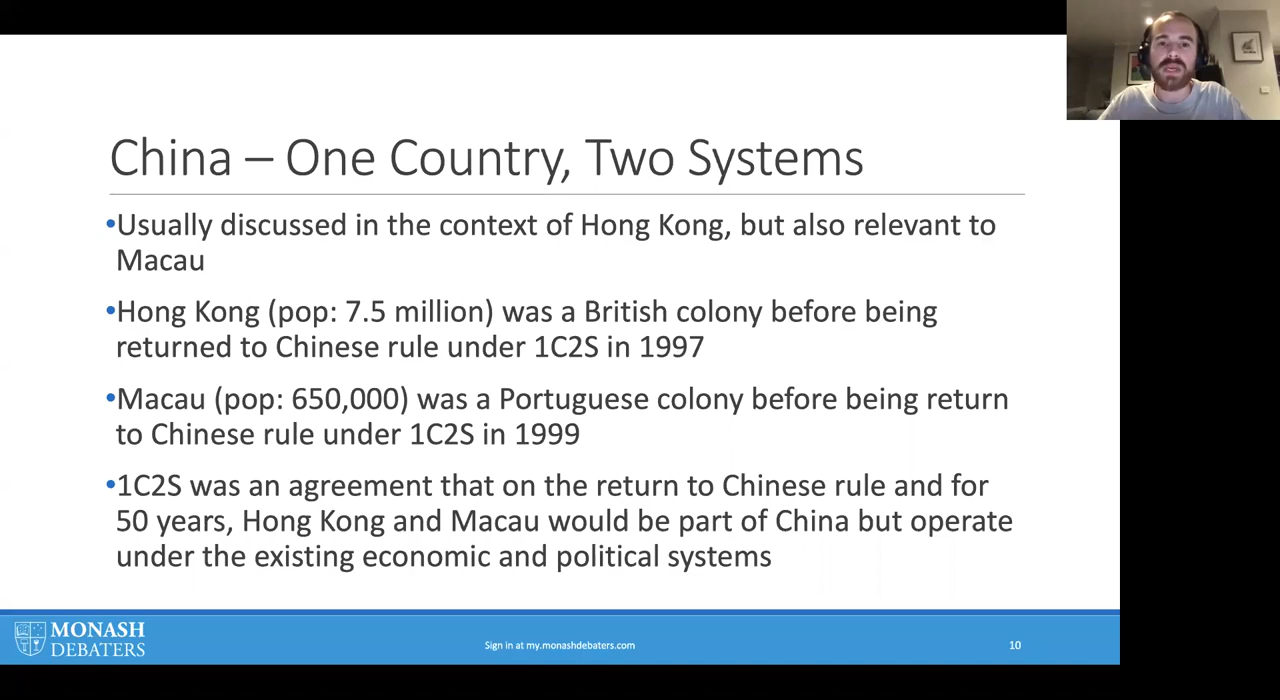 China – One Country, Two Systems
•Usually discussed in the context of Hong Kong, but also relevant to
Macau
•Hong Kong (pop: 7.5 million) was a British colony before being
returned to Chinese rule under 1C2S in 1997
•Macau (pop: 650,000) was a Portuguese colony before being return
to Chinese rule under 1C2S in 1999
•1C2S was an agreement that on the return to Chinese rule and for
50 years, Hong Kong and Macau would be part of China but operate
under the existing economic and political systems
MONASH
DEBATERS
Sign in at my.monashdebaters.com
10